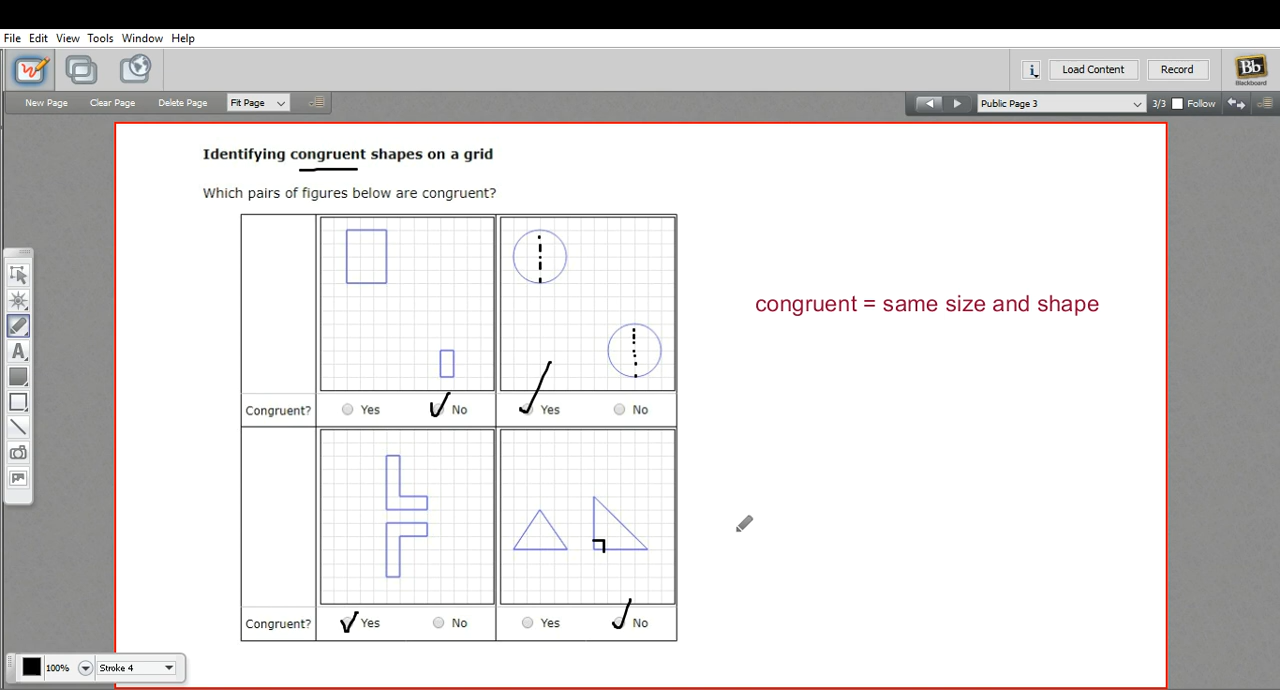 File Edit View Tools Window Help
Load Content Record Bb
Blackboard
New Page Clear Page Delete Page Fit Page Public Page 3 3/3 Follow
Identifying congruent shapes on a grid
Which pairs of figures below are congruent?
congruent = same size and shape
Congruent? Yes No Yes No
Congruent? Yes No Yes No
100% Stroke 4